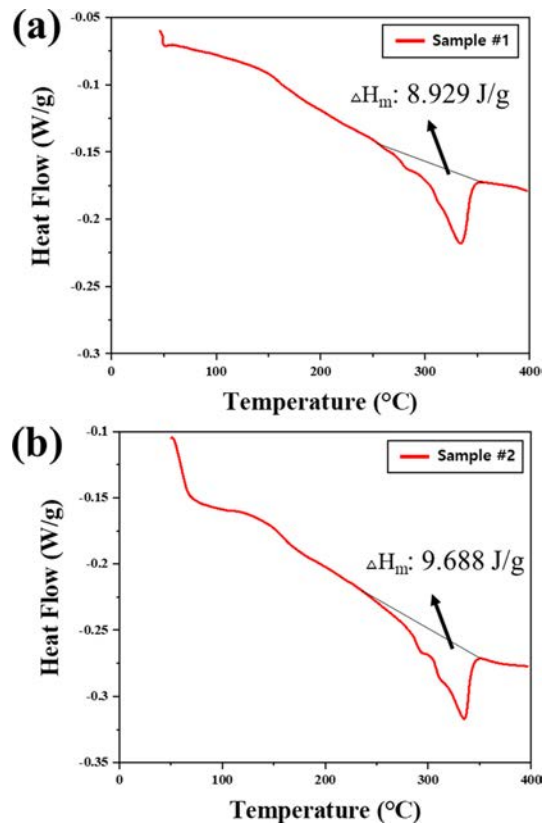 (a)
Sample #1
△Hm: 8.929 J/g
Heat Flow (W/g)
-0.05
-0.1
-0.15
-0.2
-0.25
-0.3
0
100
200
300
400
Temperature (°C)
(b)
Sample #2
△Hm: 9.688 J/g
Heat Flow (W/g)
-0.1
-0.15
-0.2
-0.25
-0.3
-0.35
0
100
200
300
400
Temperature (°C)